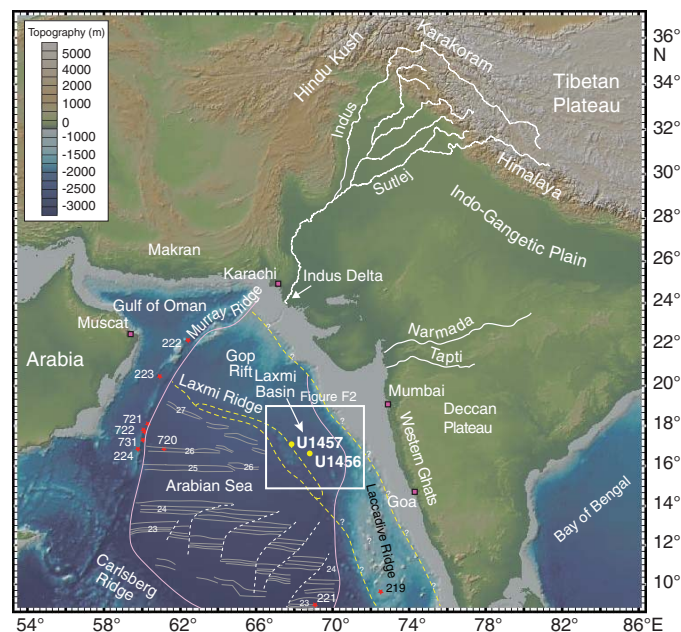 Topography (m)
5000
4000
3000
2000
1000
0
-1000
-1500
-2000
-2500
-3000
Hindu Kush
Karakoram
Tibetan
Plateau
Indus
Himalaya
Sutlej
Indo-Gangetic Plain
Makran
Karachi
Indus Delta
Gulf of Oman
Murray Ridge
Muscat
Narmada
222
Arabia
Gop
Rift
Tapti
223
Laxmi
Basin
Laxmi Ridge
Figure F2
Mumbai
Deccan
Plateau
27
721
722
731
720
224
26
U1457
U1456
Western Ghats
25
26
Arabian Sea
Goa
Bay of Bengal
24
23
Laccadive Ridge
24
Carlsberg
Ridge
219
23
221
36°
N
34°
32°
30°
28°
26°
24°
22°
20°
18°
16°
14°
12°
10°
54°
58°
62°
66°
70°
74°
78°
82°
86°E